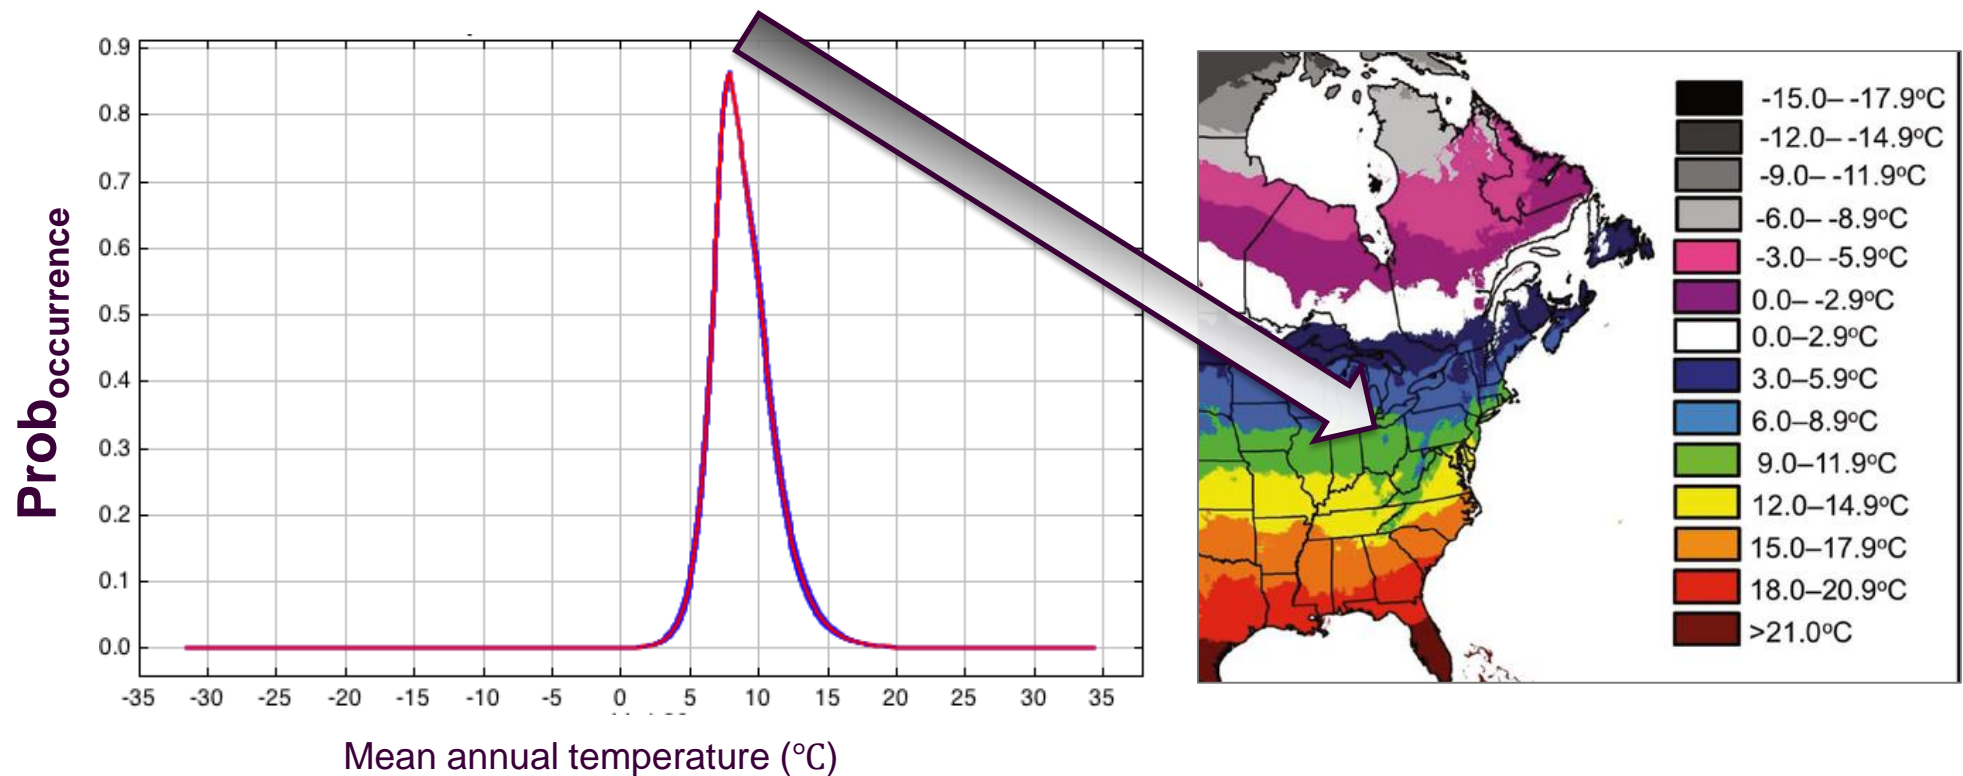 0.9
0.8
0.7
0.6
0.5
0.4
0.3
0.2
0.1
0.0
Prob_occurrence
-35 -30 -25 -20 -15 -10 -5 0 5 10 15 20 25 30 35
Mean annual temperature (℃)
-15.0– -17.9ºC
-12.0– -14.9ºC
-9.0– -11.9ºC
-6.0– -8.9ºC
-3.0– -5.9ºC
0.0– -2.9ºC
0.0–2.9ºC
3.0–5.9ºC
6.0–8.9ºC
9.0–11.9ºC
12.0–14.9ºC
15.0–17.9ºC
18.0–20.9ºC
>21.0ºC